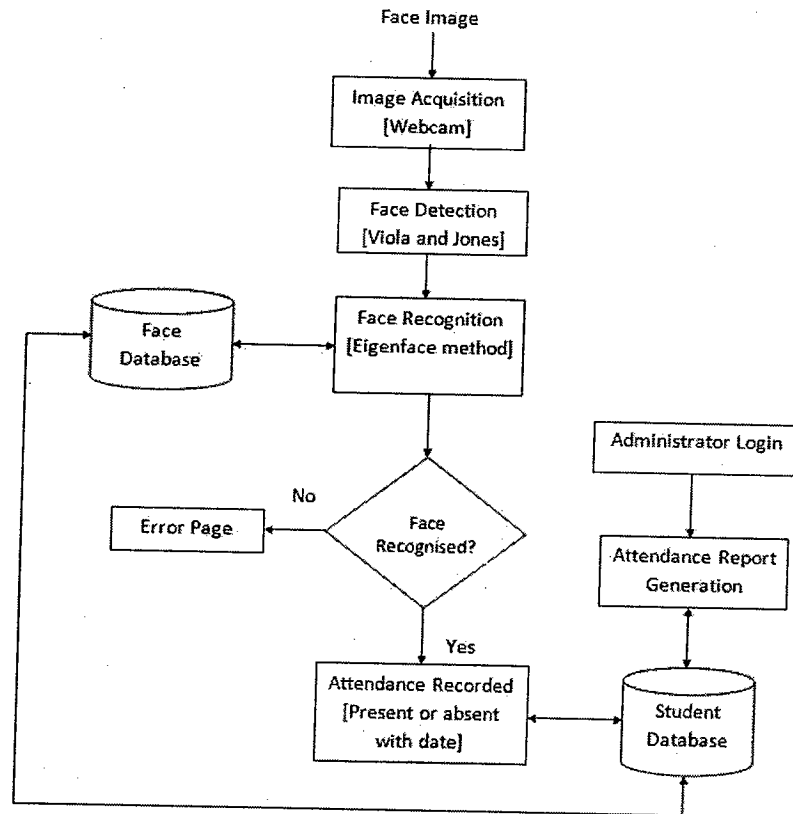 Face Image
Image Acquisition
[Webcam]
Face Detection
[Viola and Jones]
Face Recognition
[Eigenface method]
Face
Database
Face
Recognised?
No
Error Page
Yes
Attendance Recorded
[Present or absent
with date]
Administrator Login
Attendance Report
Generation
Student
Database